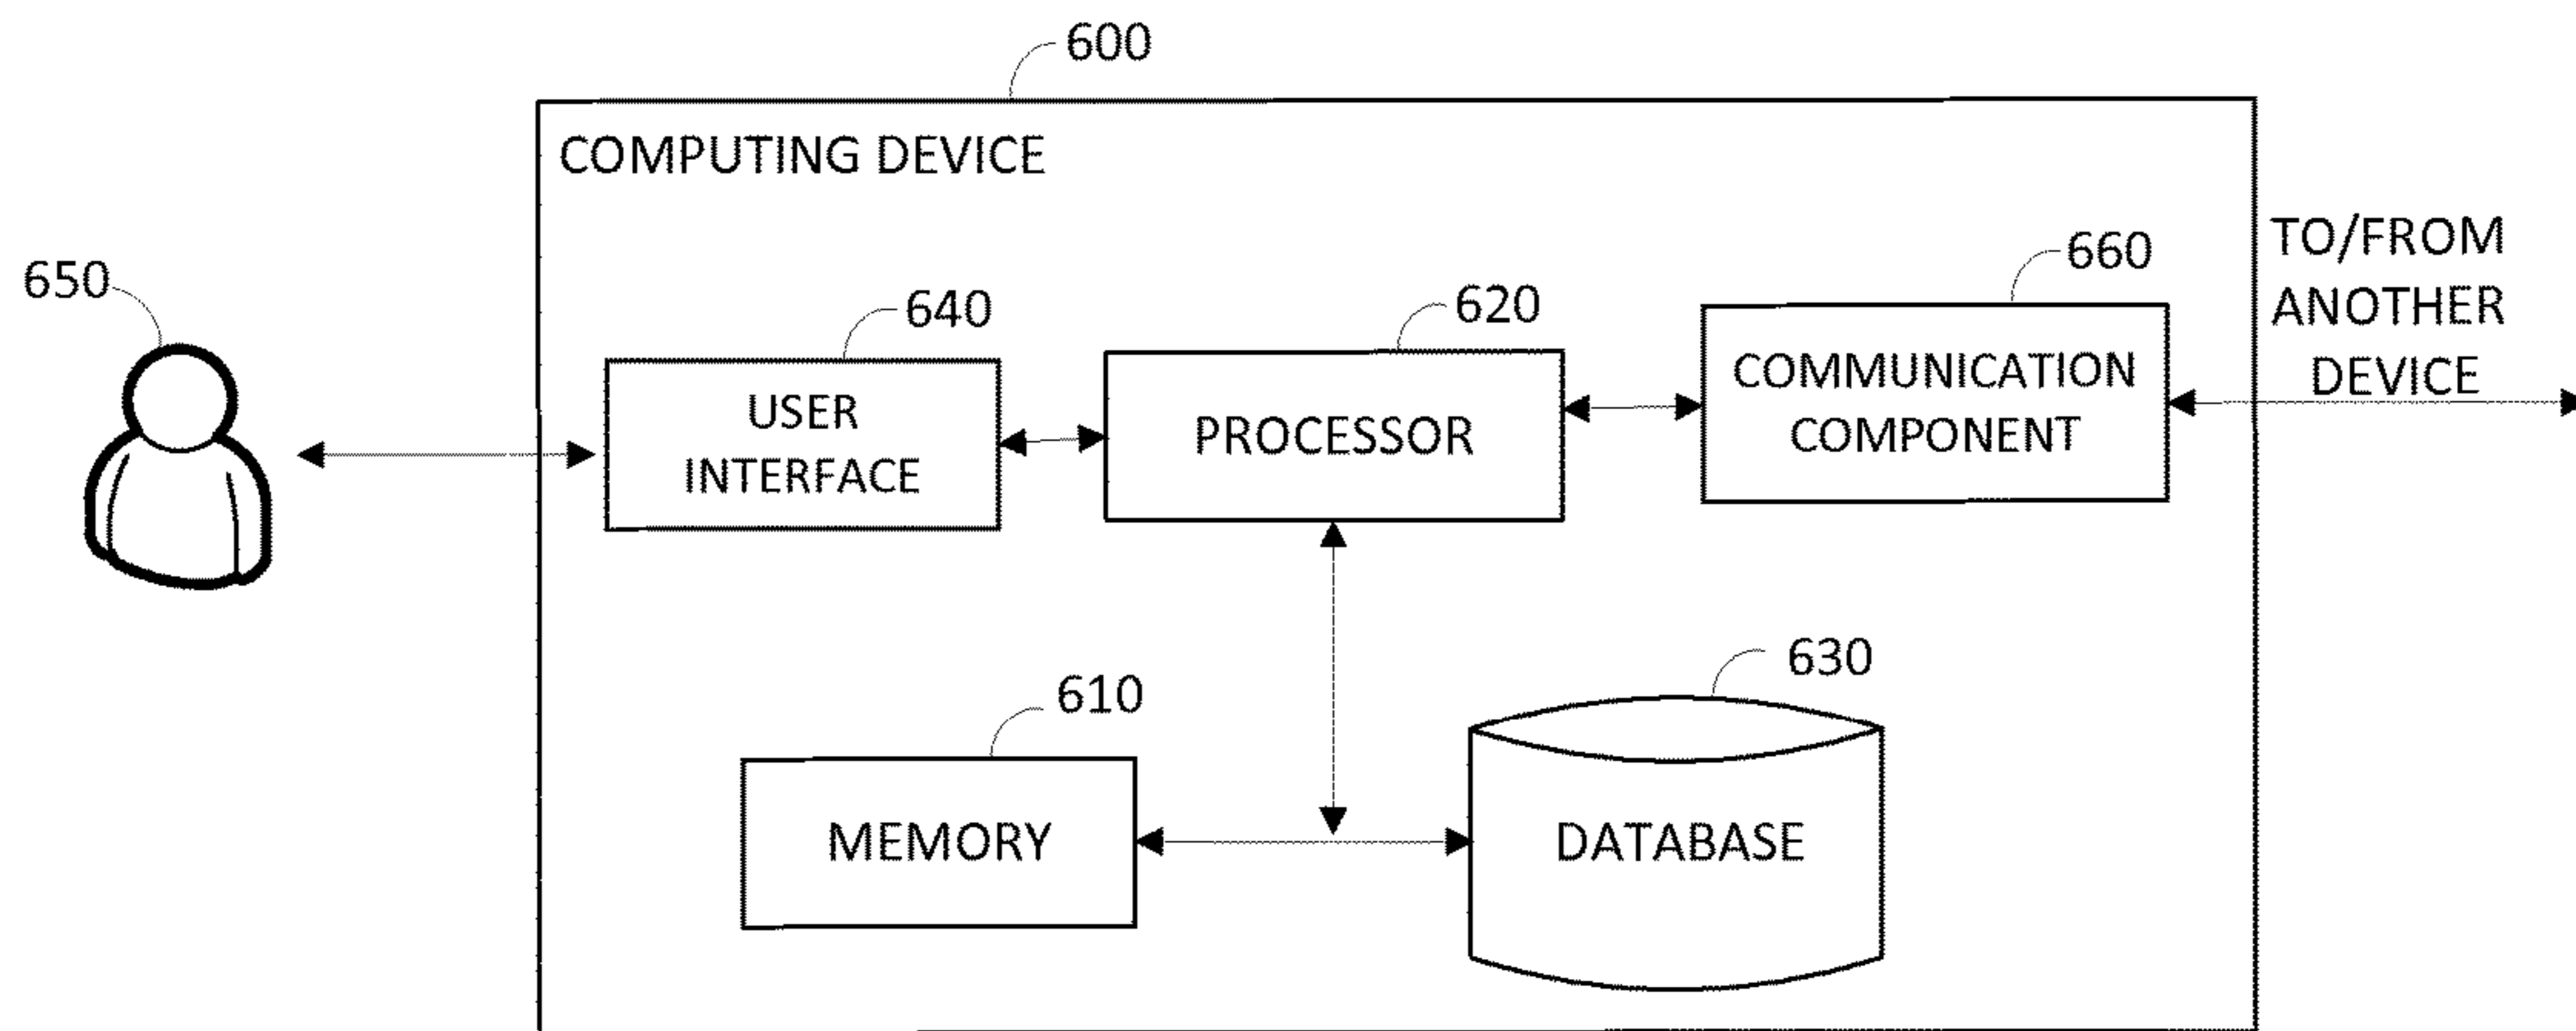 600
COMPUTING DEVICE
650
640
620
660
TO/FROM
ANOTHER
DEVICE
USER
INTERFACE
PROCESSOR
COMMUNICATION
COMPONENT
610
630
MEMORY
DATABASE